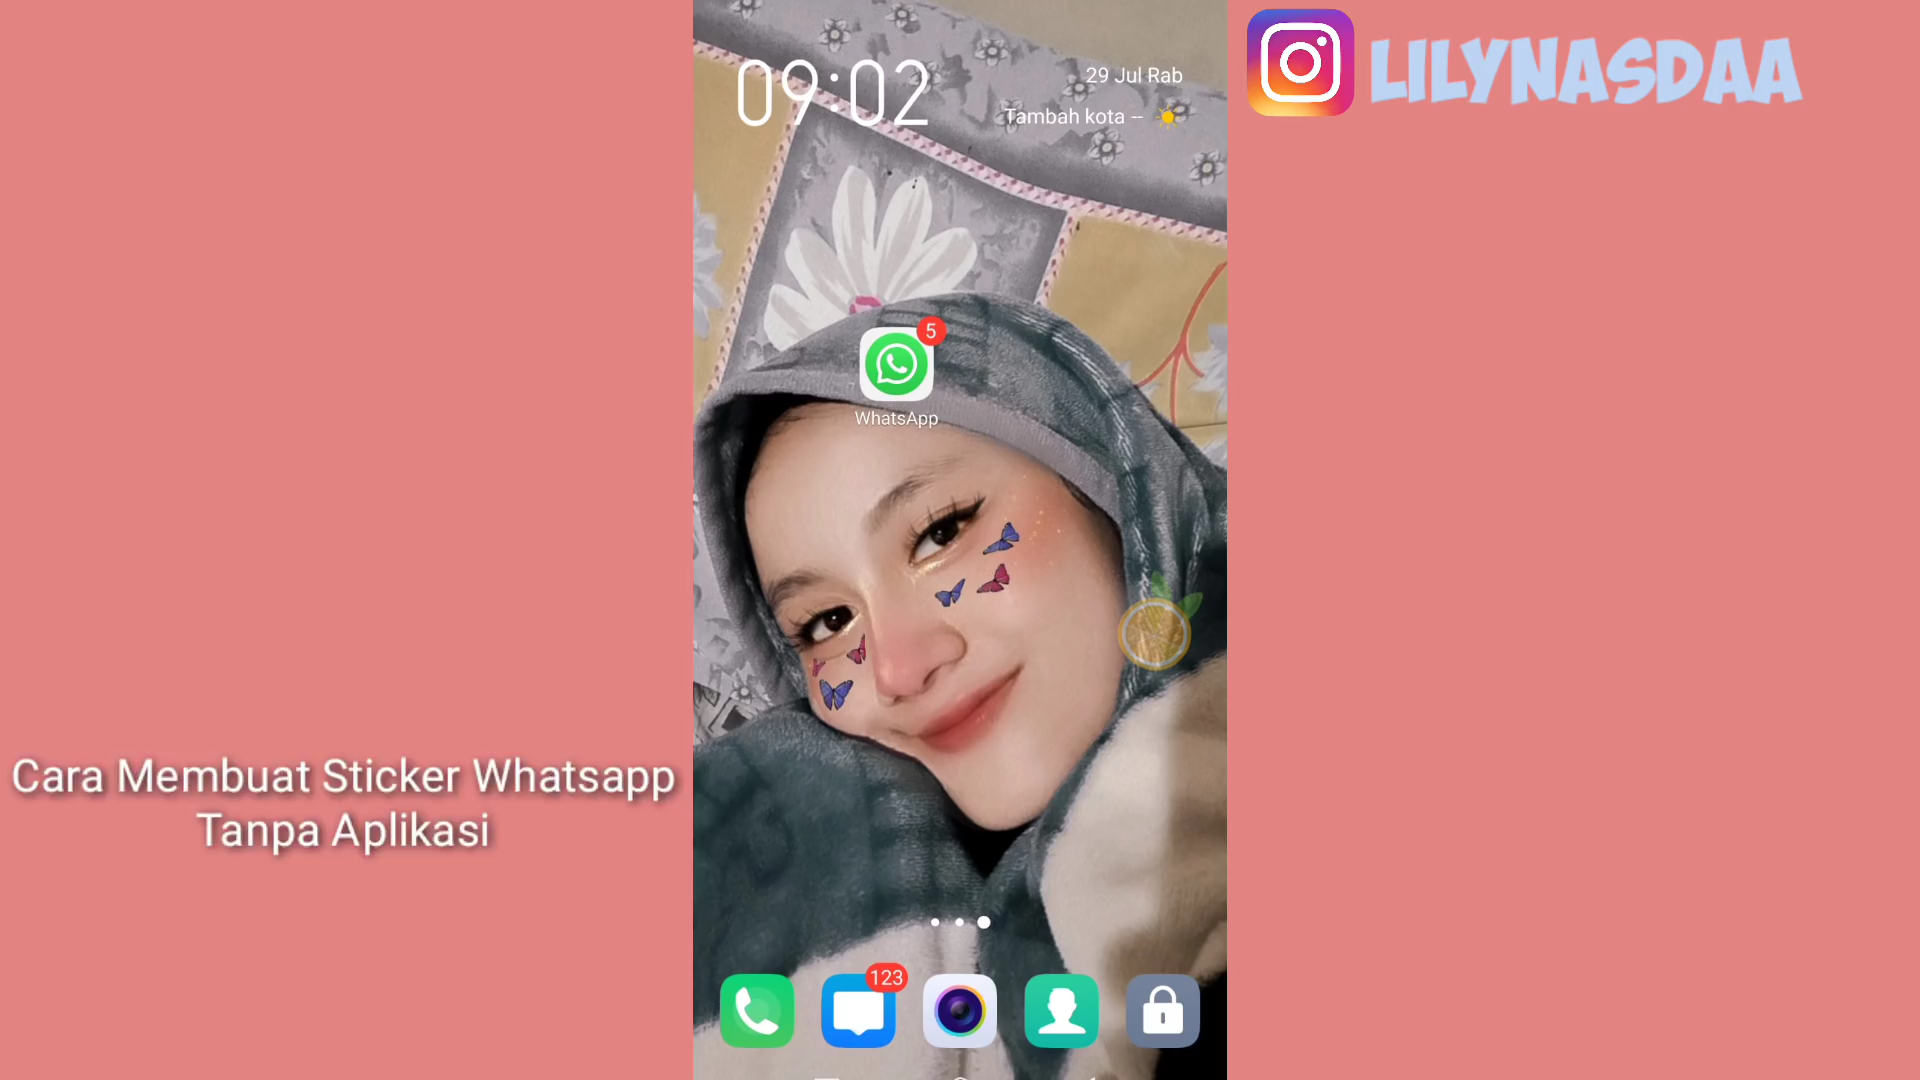 09:02
29 Jul Rab
Tambah kota --
LILYNASDAA
5
WhatsApp
Cara Membuat Sticker Whatsapp
Tanpa Aplikasi
123